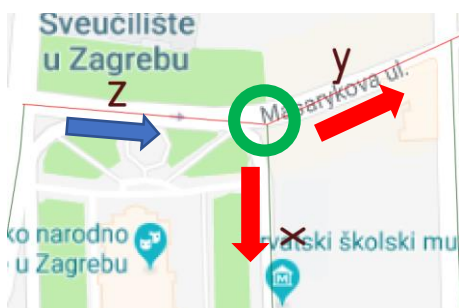 Sveučilište
u Zagrebu
z
y
Masarykova ul.
x
ko narodno
e u Zagrebu
rvatski školski mu
M